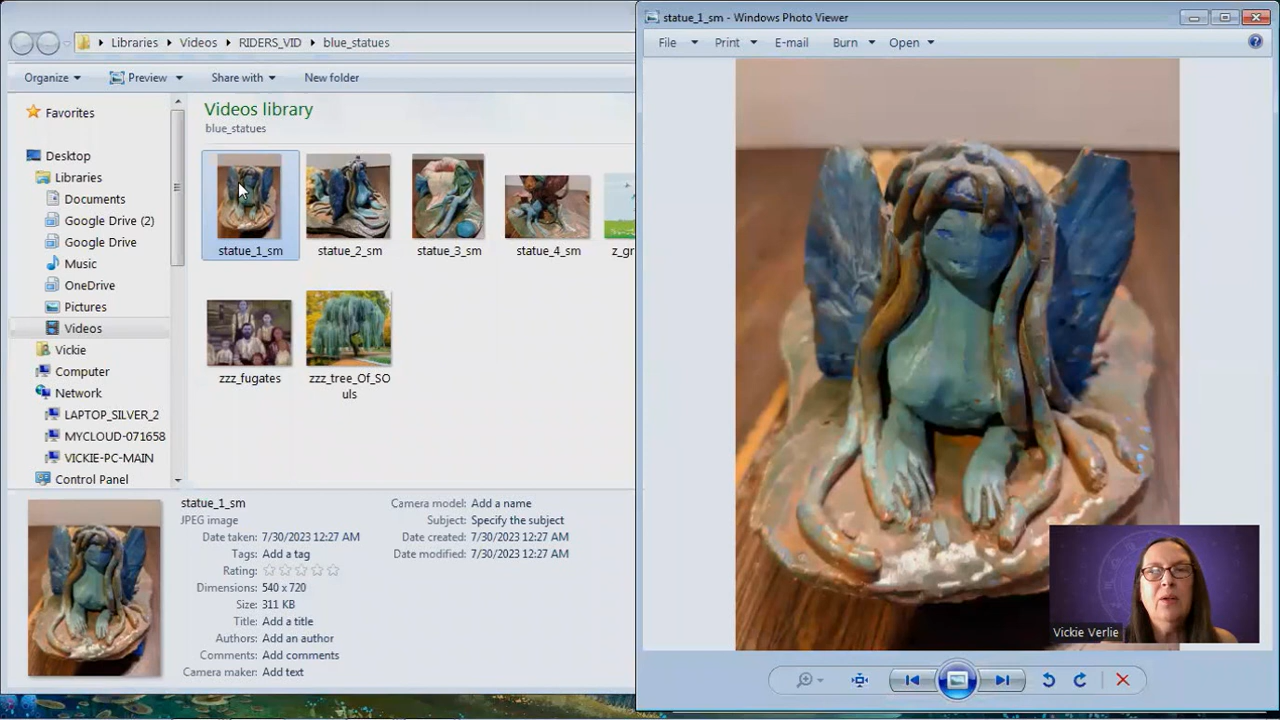 statue_1_sm - Windows Photo Viewer
Libraries Videos RIDERS_VID blue_statues
File Print E-mail Burn Open
Organize Preview Share with New folder
Favorites
Desktop
Libraries
Documents
Google Drive (2)
Google Drive
Music
OneDrive
Pictures
Videos
Vickie
Computer
Network
LAPTOP_SILVER_2
MYCLOUD-071658
VICKIE-PC-MAIN
Control Panel
Videos library
blue_statues
statue_1_sm statue_2_sm statue_3_sm statue_4_sm z_gr
zzz_fugates zzz_tree_Of_SO
uls
statue_1_sm
JPEG image
Date taken: 7/30/2023 12:27 AM
Tags: Add a tag
Rating:
Dimensions: 540 x 720
Size: 311 KB
Title: Add a title
Authors: Add an author
Comments: Add comments
Camera maker: Add text
Camera model: Add a name
Subject: Specify the subject
Date created: 7/30/2023 12:27 AM
Date modified: 7/30/2023 12:27 AM
Vickie Verlie